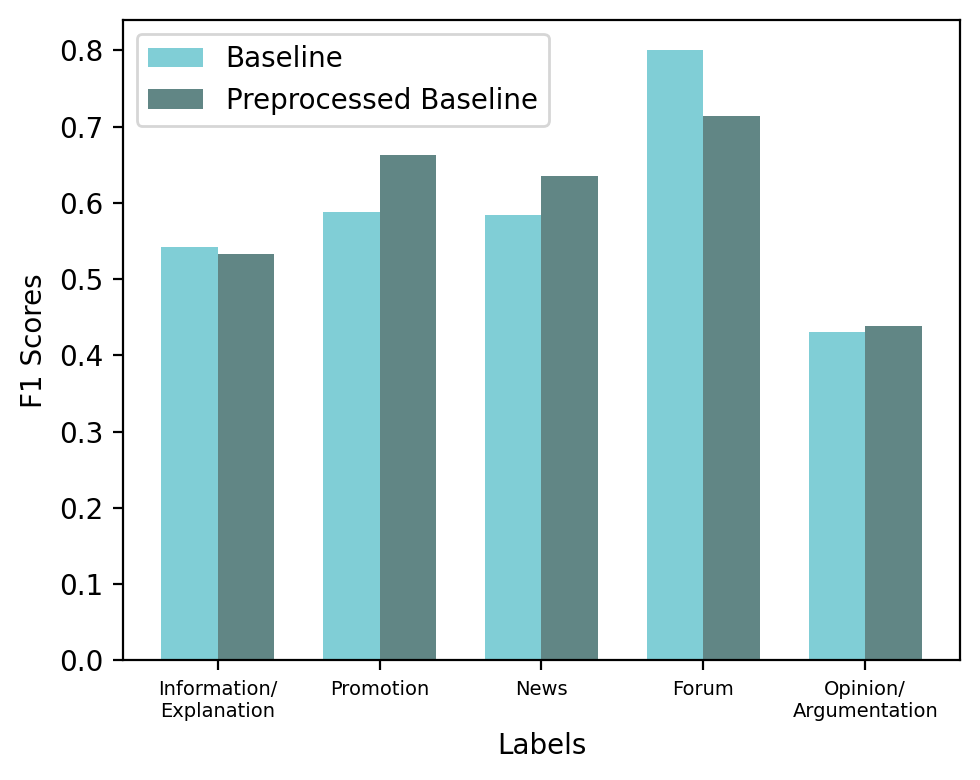 Baseline
Preprocessed Baseline
0.8
0.7
0.6
0.5
0.4
0.3
0.2
0.1
0.0
F1 Scores
Information/
Explanation
Promotion
News
Forum
Opinion/
Argumentation
Labels